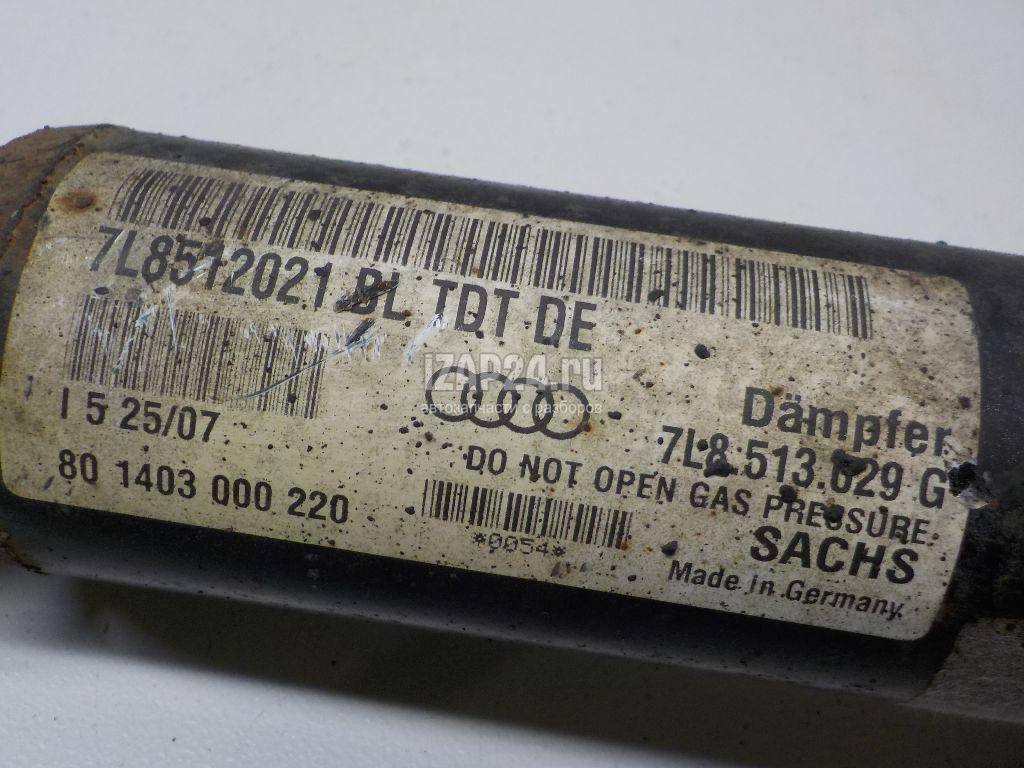 7L8512021 BL TDT DE
I 5 25/07
80 1403 000 220
iZAP24.ru
автозапчасти с разборов
Dämpfer
7L8.513.029 G
DO NOT OPEN GAS PRESSURE
*0054*
SACHS
Made in Germany